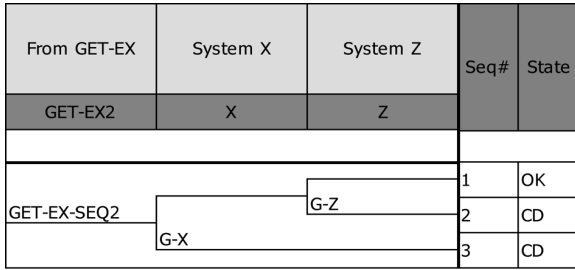 From GET-EX System X System Z Seq# State
GET-EX2 X Z
1 OK
G-Z
GET-EX-SEQ2 2 CD
G-X
3 CD